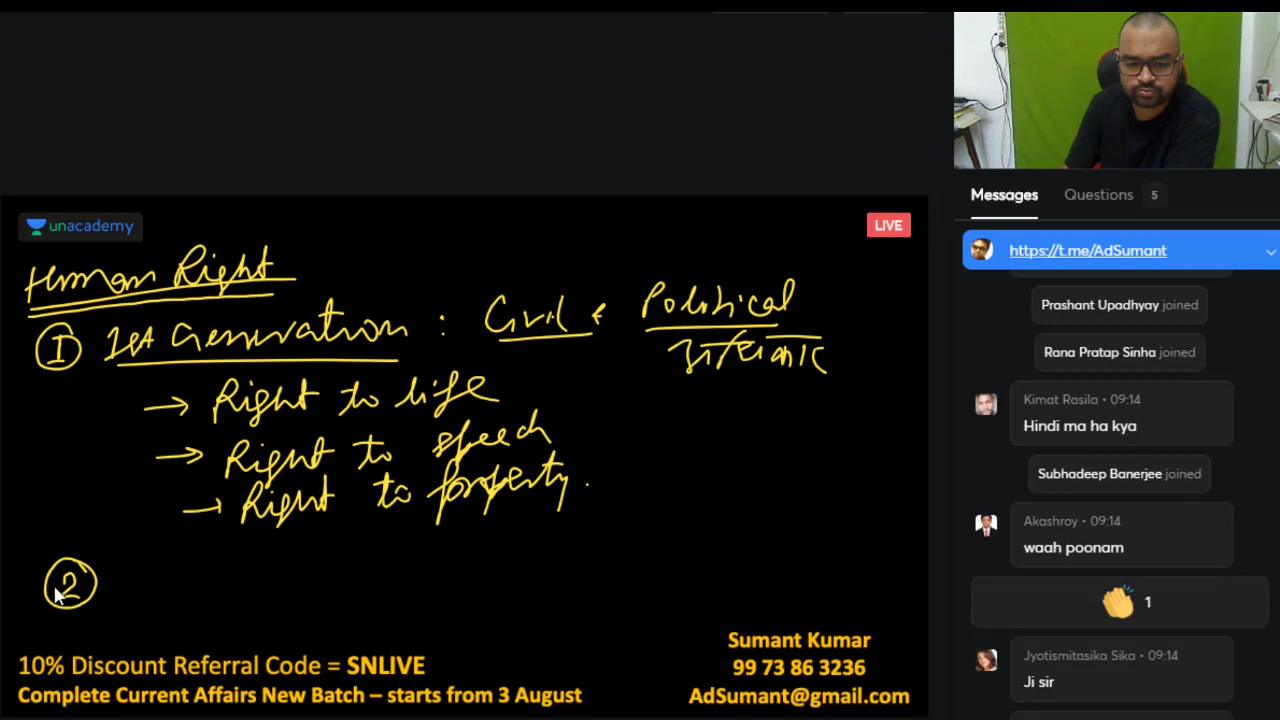 unacademy
LIVE
Human Right
① 1st Generation : Civil & Political
→ Right to life
→ Right to speech
→ Right to property.
②
10% Discount Referral Code = SNLIVE
Complete Current Affairs New Batch – starts from 3 August
Sumant Kumar
99 73 86 3236
AdSumant@gmail.com
Messages
Questions 5
https://t.me/AdSumant
Prashant Upadhyay joined
Rana Pratap Sinha joined
Kimat Rasila • 09:14
Hindi ma ha kya
Subhadeep Banerjee joined
Akashroy • 09:14
waah poonam
👏 1
Jyotismitasika Sika • 09:14
Ji sir